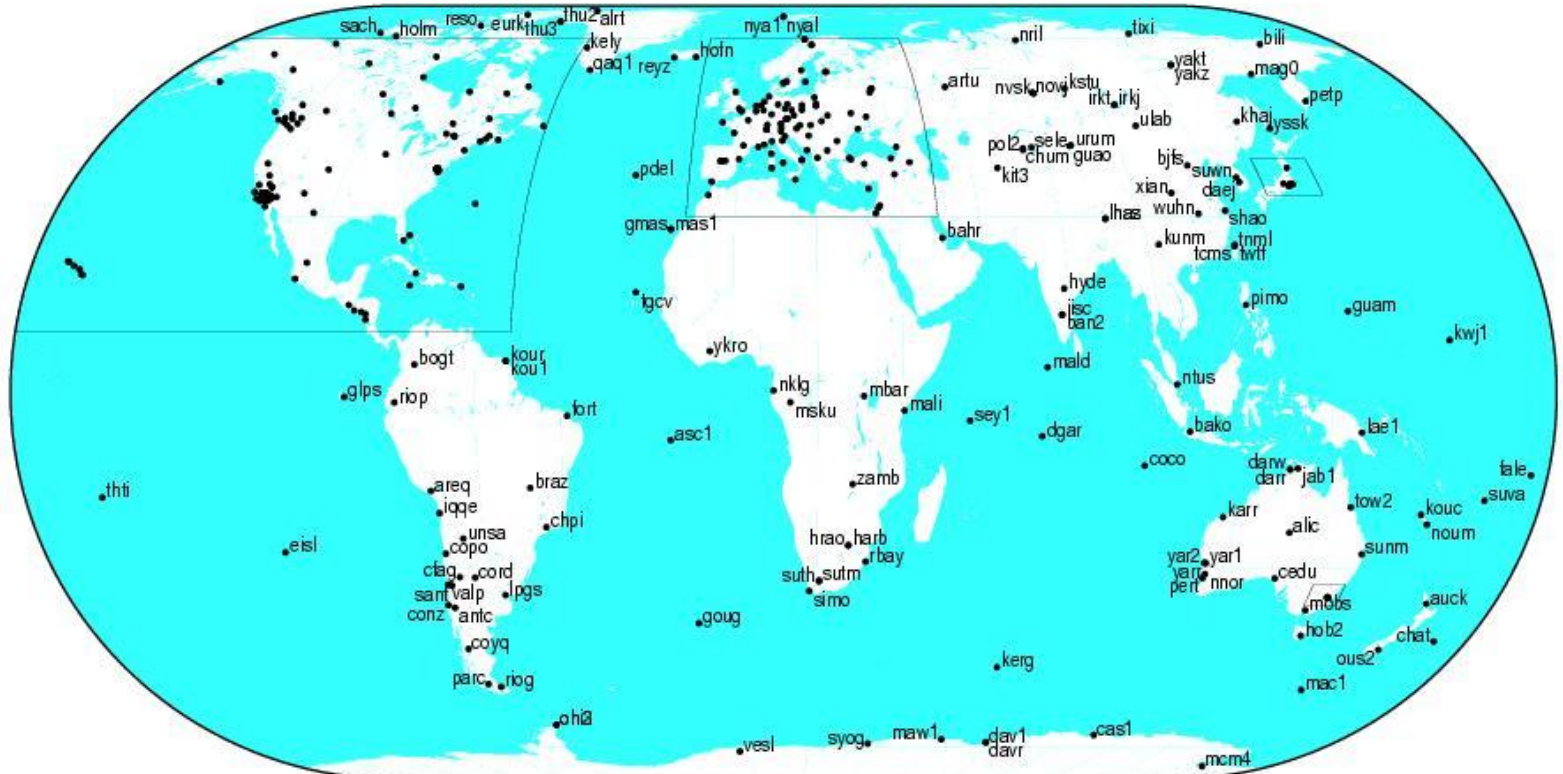 sach
holm
reso
eurk
thu3
thu2
alrt
kely
qaq1
reyz
hofn
nya1
nyal
nril
tixi
bili
mag0
petp
yakt
yakz
artu
nvsk
novj
kstu
irkt
irkj
ulab
khaj
yssk
pol2
sele
urum
chum
guao
kit3
bjfs
suwn
daej
xian
wuhn
shao
lhas
kunm
tnml
tcms
twtf
pdel
gmas
mas1
bahr
tgcv
hyde
iisc
ban2
pimo
guam
kwj1
ykro
mald
ntus
bogt
kour
kou1
glps
riop
fort
nklg
msku
mbar
mali
sey1
dgar
asc1
bako
lae1
coco
darw
darr
jab1
fale
suva
thti
areq
braz
zamb
iqqe
chpi
karr
tow2
kouc
noum
alic
eisl
unsa
copo
hrao
harb
rbay
sunm
yar2
yar1
yarr
pert
nnor
cedu
cfag
cord
sant
valp
lpgs
conz
antc
suth
sutm
simo
mobs
auck
goug
hob2
chat
ous2
coyq
kerg
parc
riog
mac1
vesl
syog
maw1
dav1
davr
cas1
mcm4